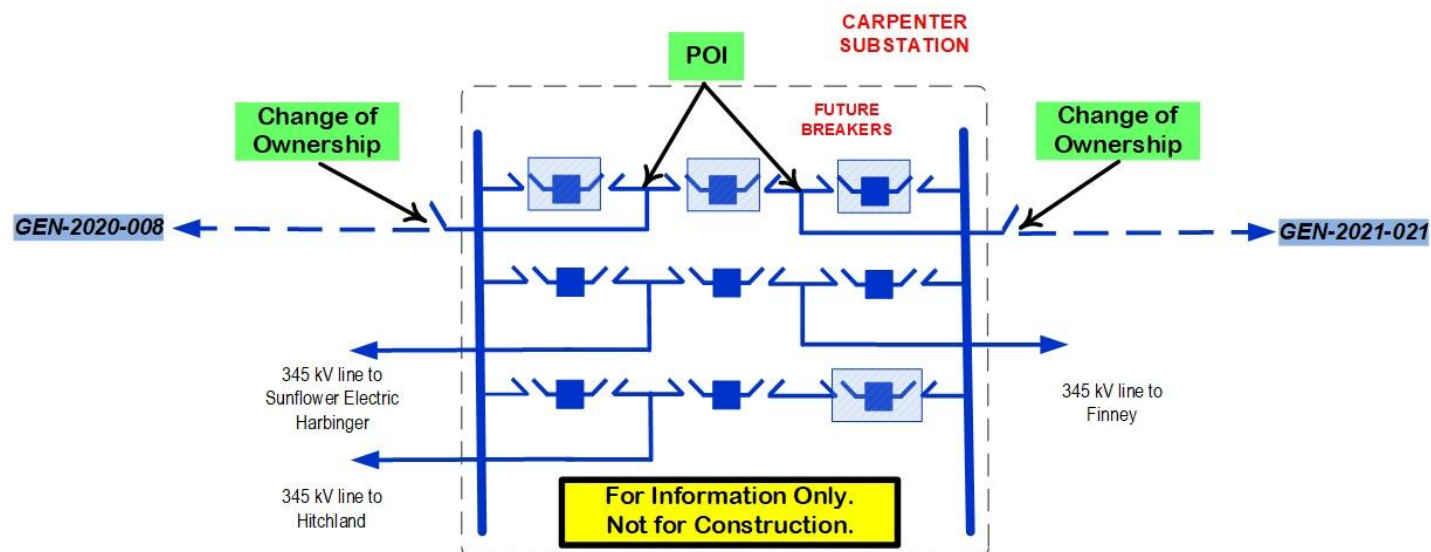 CARPENTER
SUBSTATION
POI
FUTURE
BREAKERS
Change of
Ownership
Change of
Ownership
GEN-2020-008
GEN-2021-021
345 kV line to
Sunflower Electric
Harbinger
345 kV line to
Finney
345 kV line to
Hitchland
For Information Only.
Not for Construction.